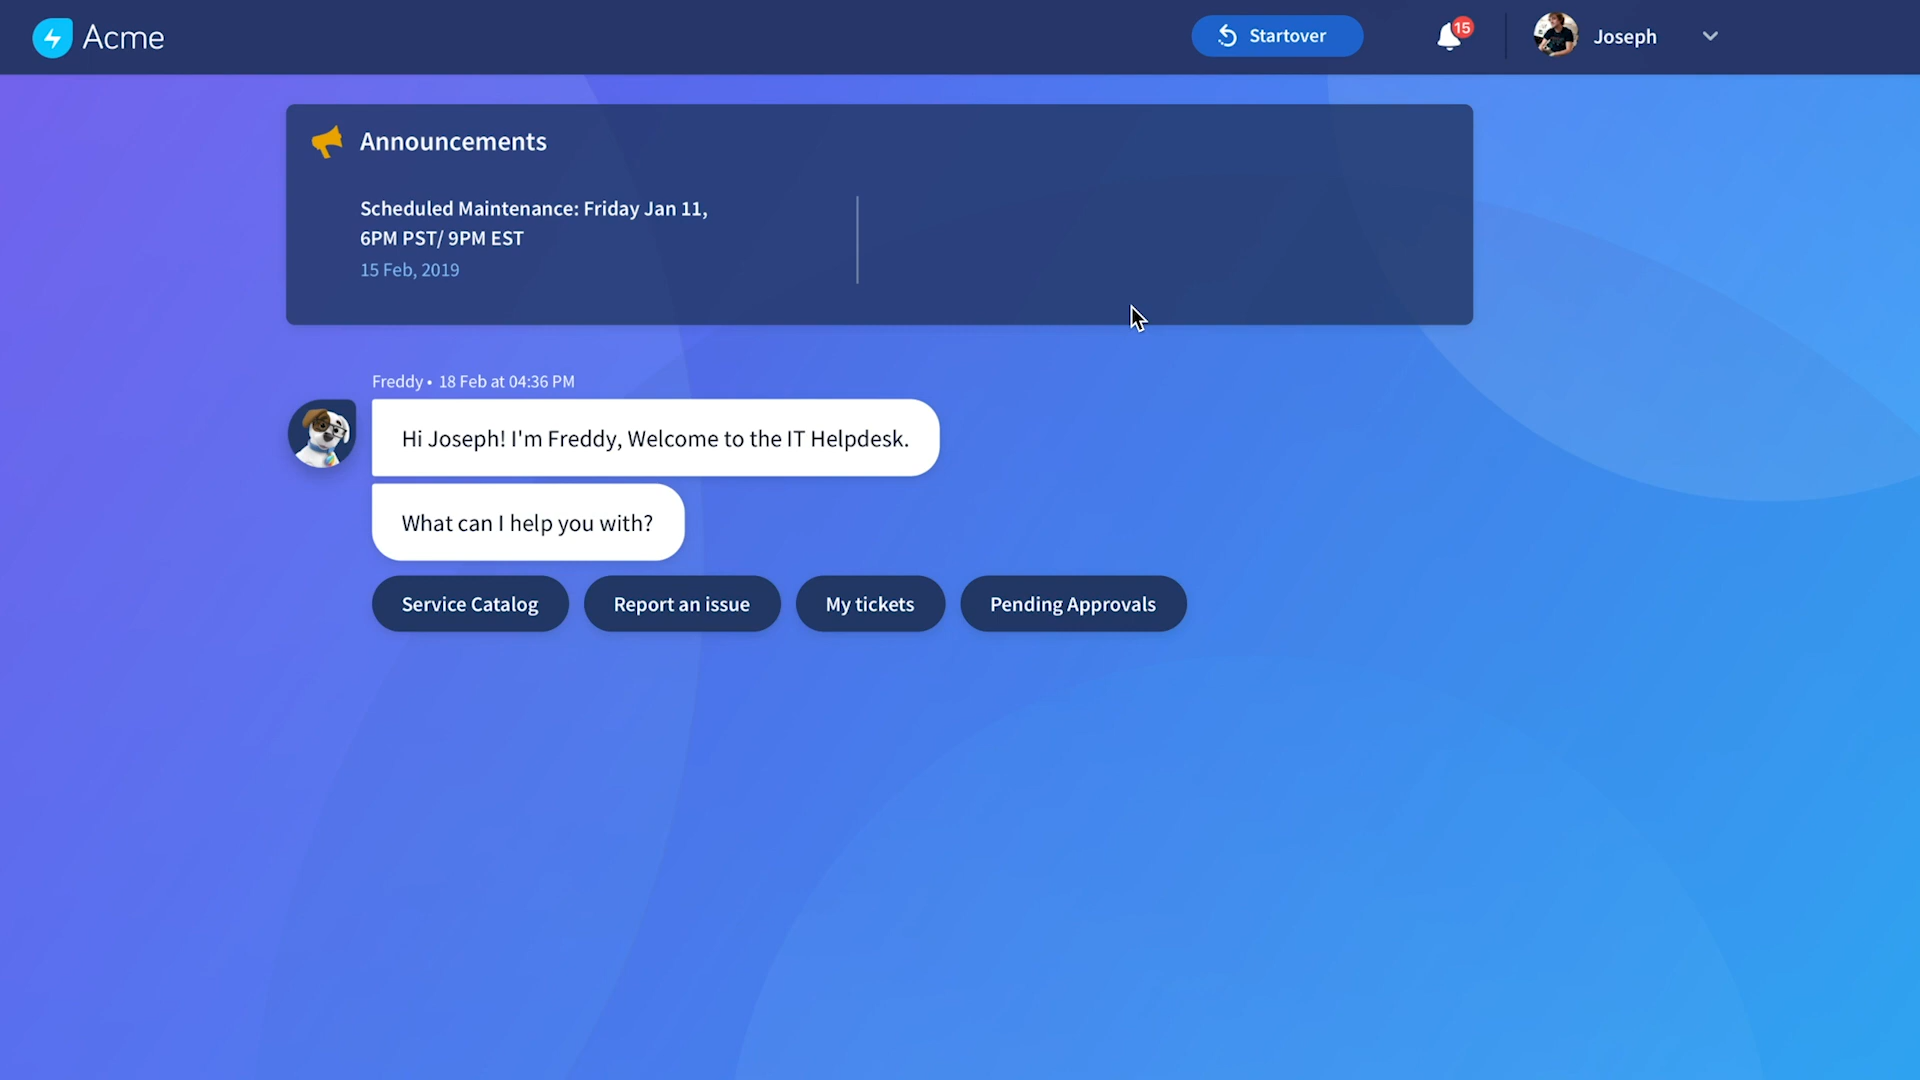 Acme
Startover
15
Joseph
Announcements
Scheduled Maintenance: Friday Jan 11,
6PM PST/ 9PM EST
15 Feb, 2019
Freddy • 18 Feb at 04:36 PM
Hi Joseph! I'm Freddy, Welcome to the IT Helpdesk.
What can I help you with?
Service Catalog
Report an issue
My tickets
Pending Approvals